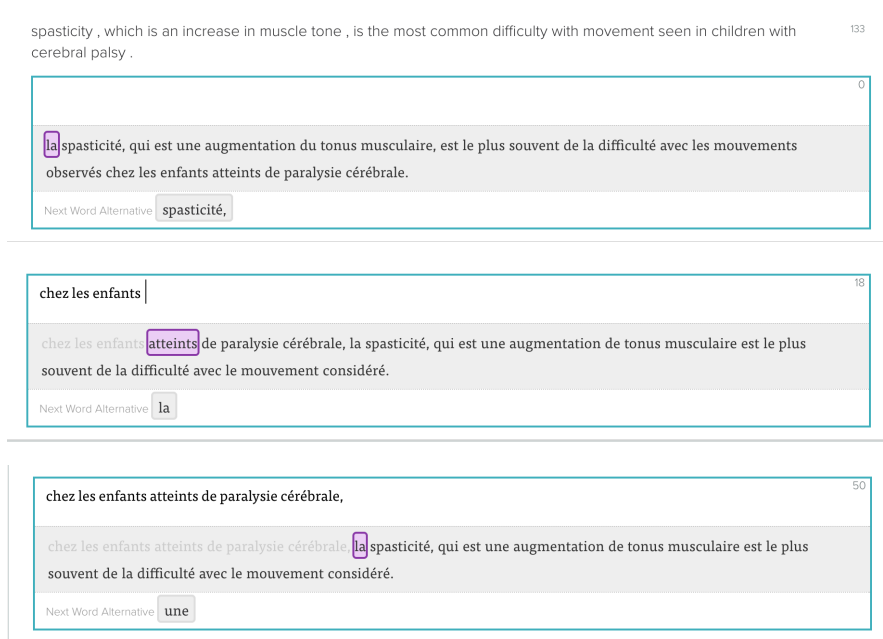 spasticity , which is an increase in muscle tone , is the most common difficulty with movement seen in children with 133
cerebral palsy .
0
la spasticité, qui est une augmentation du tonus musculaire, est le plus souvent de la difficulté avec les mouvements
observés chez les enfants atteints de paralysie cérébrale.
Next Word Alternative spasticité,
chez les enfants 18
chez les enfants atteints de paralysie cérébrale, la spasticité, qui est une augmentation de tonus musculaire est le plus
souvent de la difficulté avec le mouvement considéré.
Next Word Alternative la
50
chez les enfants atteints de paralysie cérébrale,
chez les enfants atteints de paralysie cérébrale, la spasticité, qui est une augmentation de tonus musculaire est le plus
souvent de la difficulté avec le mouvement considéré.
Next Word Alternative une